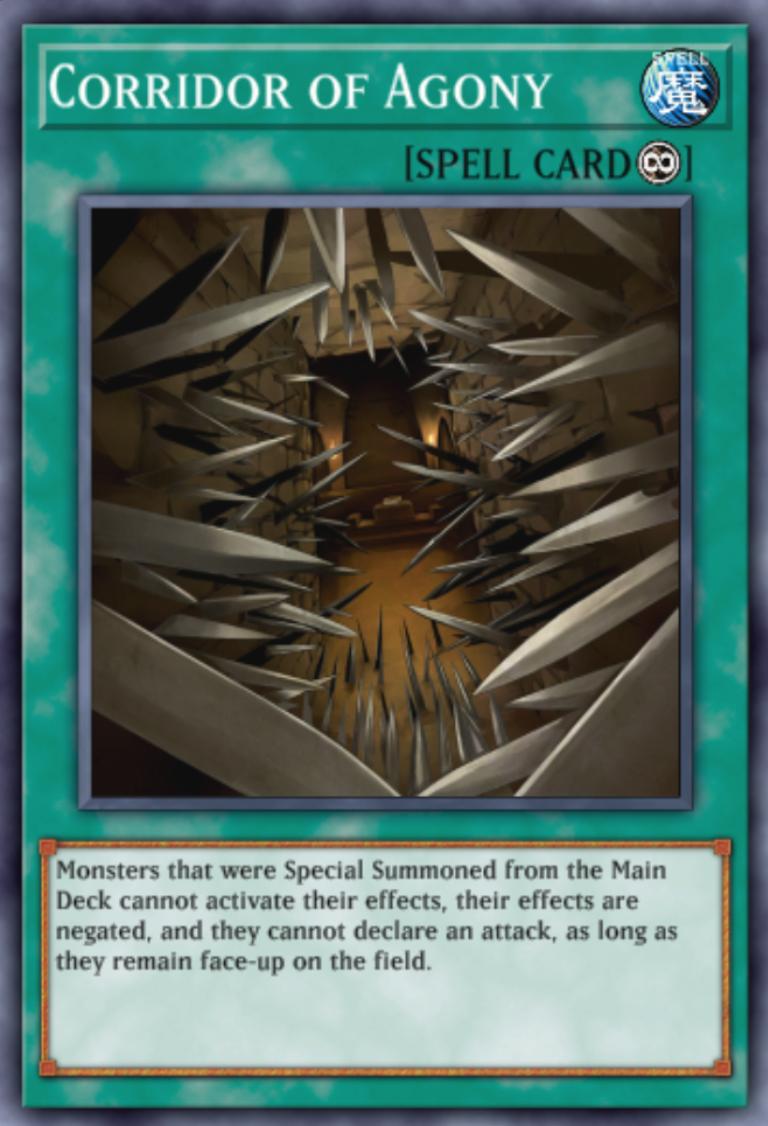 CORRIDOR OF AGONY
SPELL
魔
[SPELL CARD]
Monsters that were Special Summoned from the Main
Deck cannot activate their effects, their effects are
negated, and they cannot declare an attack, as long as
they remain face-up on the field.